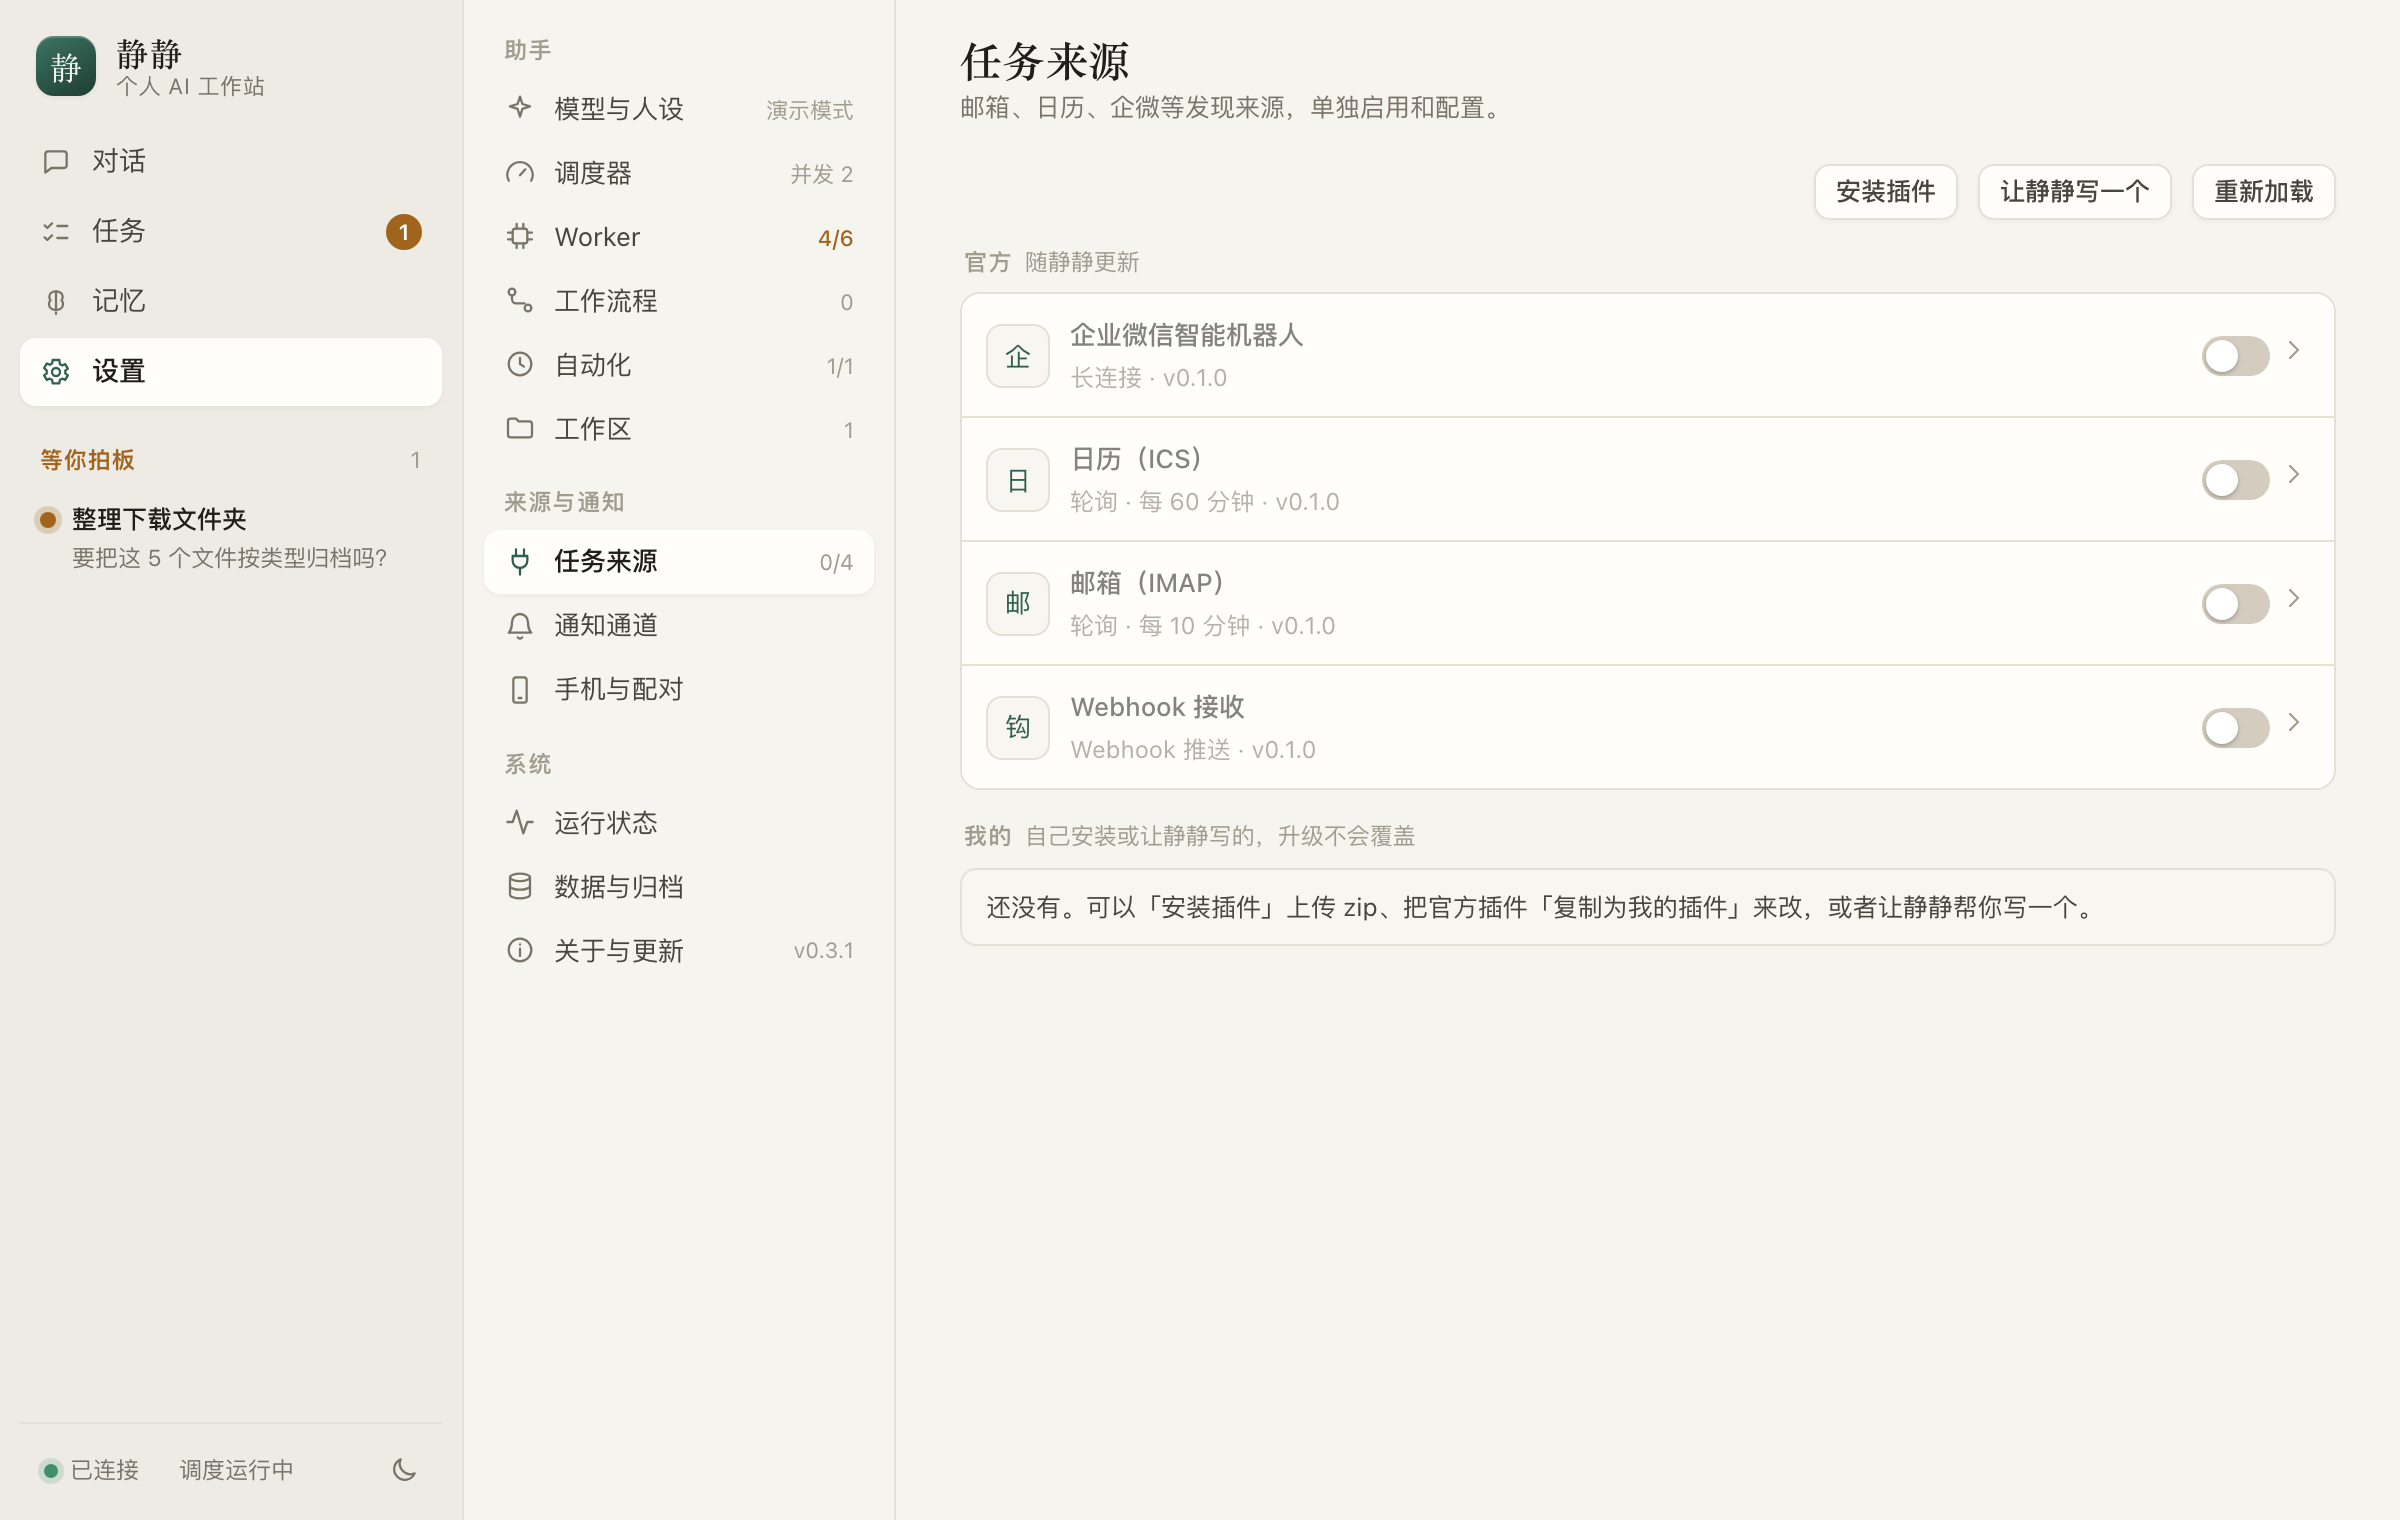 静
静静
个人 AI 工作站
对话
任务 1
记忆
设置
等你拍板 1
整理下载文件夹
要把这 5 个文件按类型归档吗?
已连接 调度运行中
助手
模型与人设 演示模式
调度器 并发 2
Worker 4/6
工作流程 0
自动化 1/1
工作区 1
来源与通知
任务来源 0/4
通知通道
手机与配对
系统
运行状态
数据与归档
关于与更新 v0.3.1
任务来源
邮箱、日历、企微等发现来源，单独启用和配置。
安装插件 让静静写一个 重新加载
官方 随静静更新
企
企业微信智能机器人
长连接 · v0.1.0
日
日历（ICS）
轮询 · 每 60 分钟 · v0.1.0
邮
邮箱（IMAP）
轮询 · 每 10 分钟 · v0.1.0
钩
Webhook 接收
Webhook 推送 · v0.1.0
我的 自己安装或让静静写的，升级不会覆盖
还没有。可以「安装插件」上传 zip、把官方插件「复制为我的插件」来改，或者让静静帮你写一个。